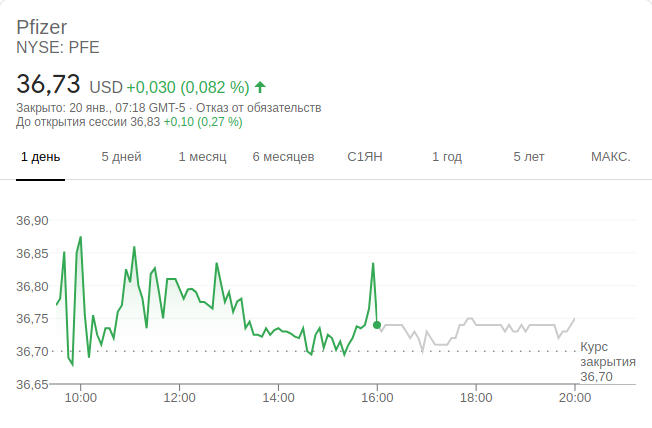 Pfizer
NYSE: PFE
36,73 USD +0,030 (0,082 %)
Закрыто: 20 янв., 07:18 GMT-5 · Отказ от обязательств
До открытия сессии 36,83 +0,10 (0,27 %)
1 день 5 дней 1 месяц 6 месяцев С1ЯН 1 год 5 лет МАКС.
36,90
36,85
36,80
36,75
36,70
36,65
Курс
закрытия
36,70
10:00 12:00 14:00 16:00 18:00 20:00